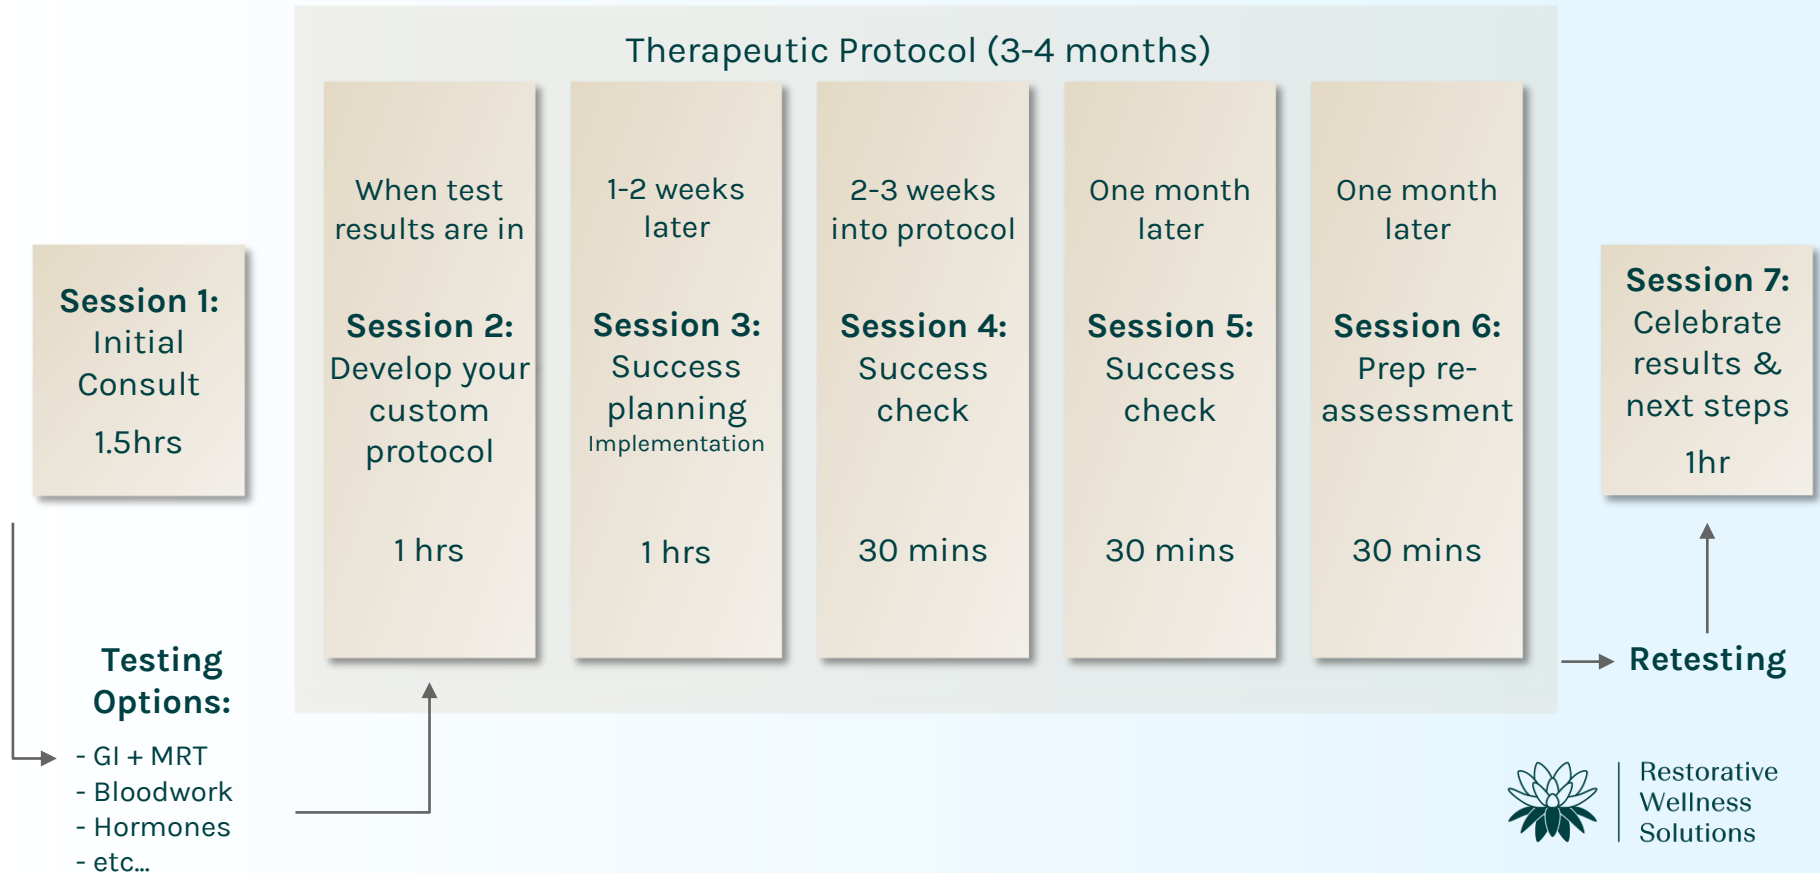 Therapeutic Protocol (3-4 months)
Session 1:
Initial
Consult
1.5hrs
Testing
Options:
- GI + MRT
- Bloodwork
- Hormones
- etc...
When test
results are in
Session 2:
Develop your
custom
protocol
1 hrs
1-2 weeks
later
Session 3:
Success
planning
Implementation
1 hrs
2-3 weeks
into protocol
Session 4:
Success
check
30 mins
One month
later
Session 5:
Success
check
30 mins
One month
later
Session 6:
Prep re-
assessment
30 mins
Retesting
Session 7:
Celebrate
results &
next steps
1hr
Restorative
Wellness
Solutions